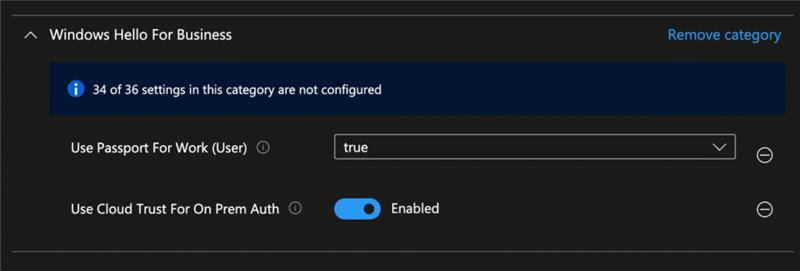 Windows Hello For Business Remove category
34 of 36 settings in this category are not configured
Use Passport For Work (User) true
Use Cloud Trust For On Prem Auth Enabled